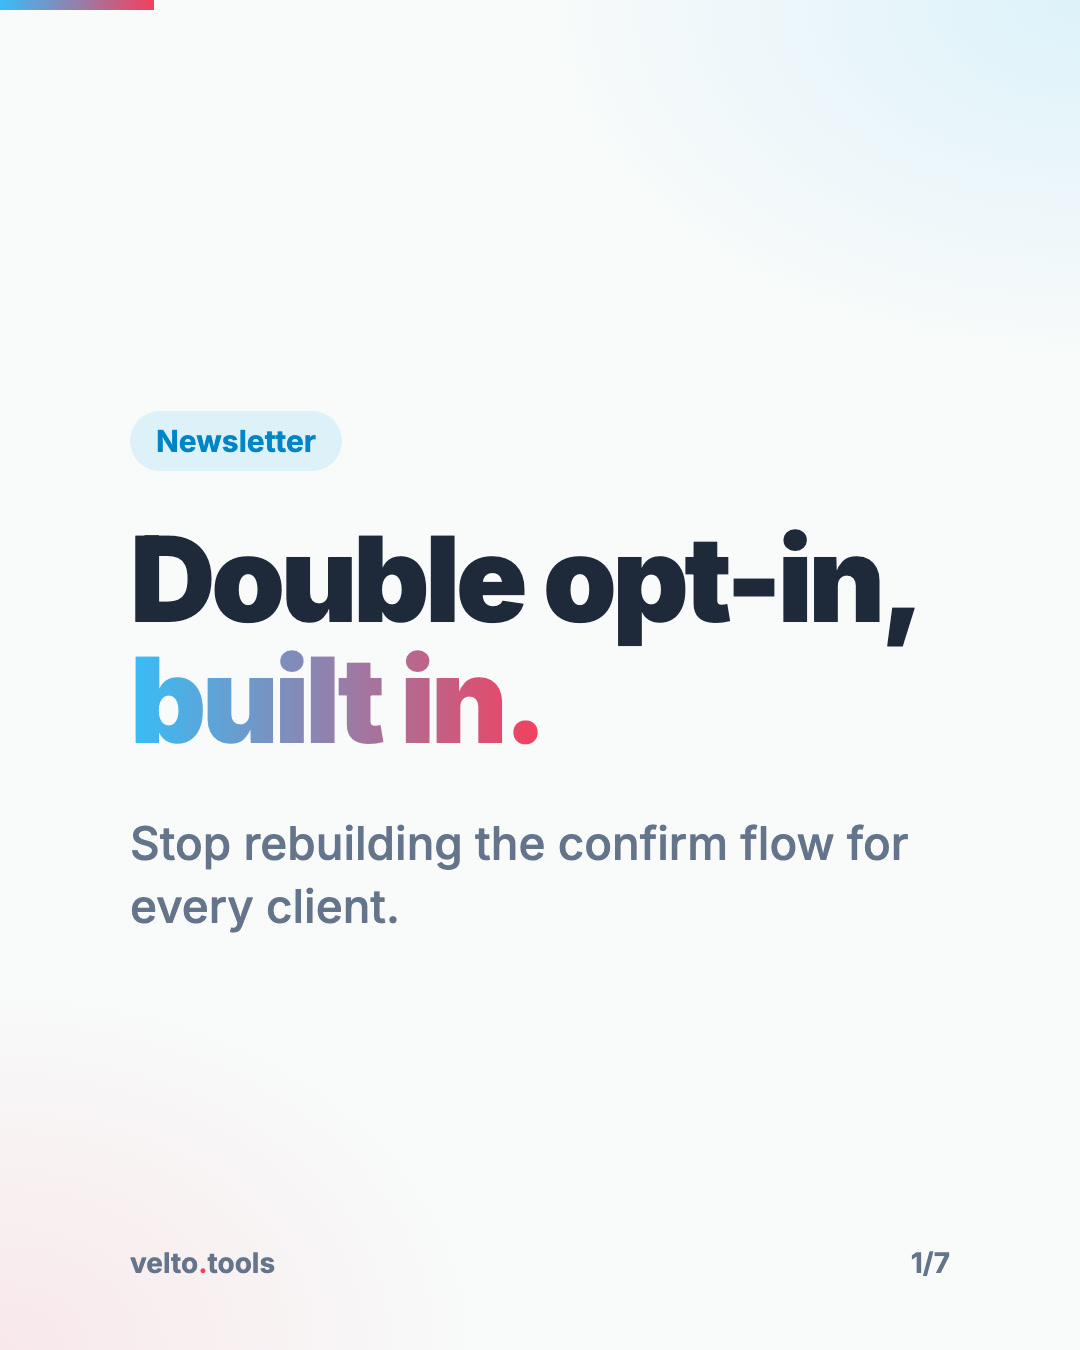 Newsletter
Double opt-in,
built in.
Stop rebuilding the confirm flow for
every client.
velto.tools
1/7